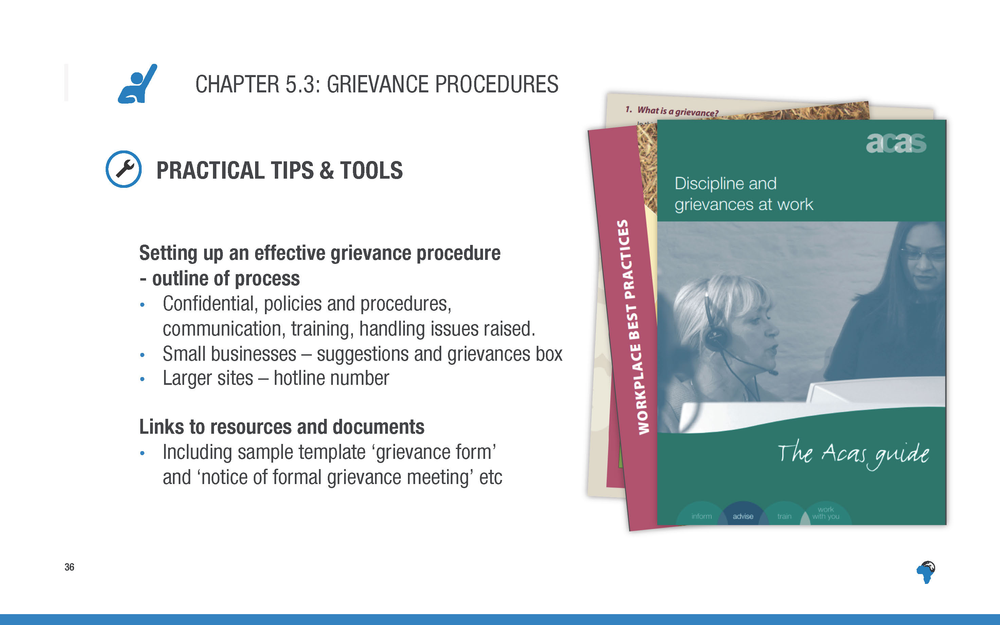 CHAPTER 5.3: GRIEVANCE PROCEDURES
PRACTICAL TIPS & TOOLS
Setting up an effective grievance procedure
- outline of process
• Confidential, policies and procedures,
communication, training, handling issues raised.
• Small businesses – suggestions and grievances box
• Larger sites – hotline number
Links to resources and documents
• Including sample template ‘grievance form’
and ‘notice of formal grievance meeting’ etc
1. What is a grievance?
WORKPLACE BEST PRACTICES
acas
Discipline and
grievances at work
The Acas guide
inform
advise
train
work
with you
36